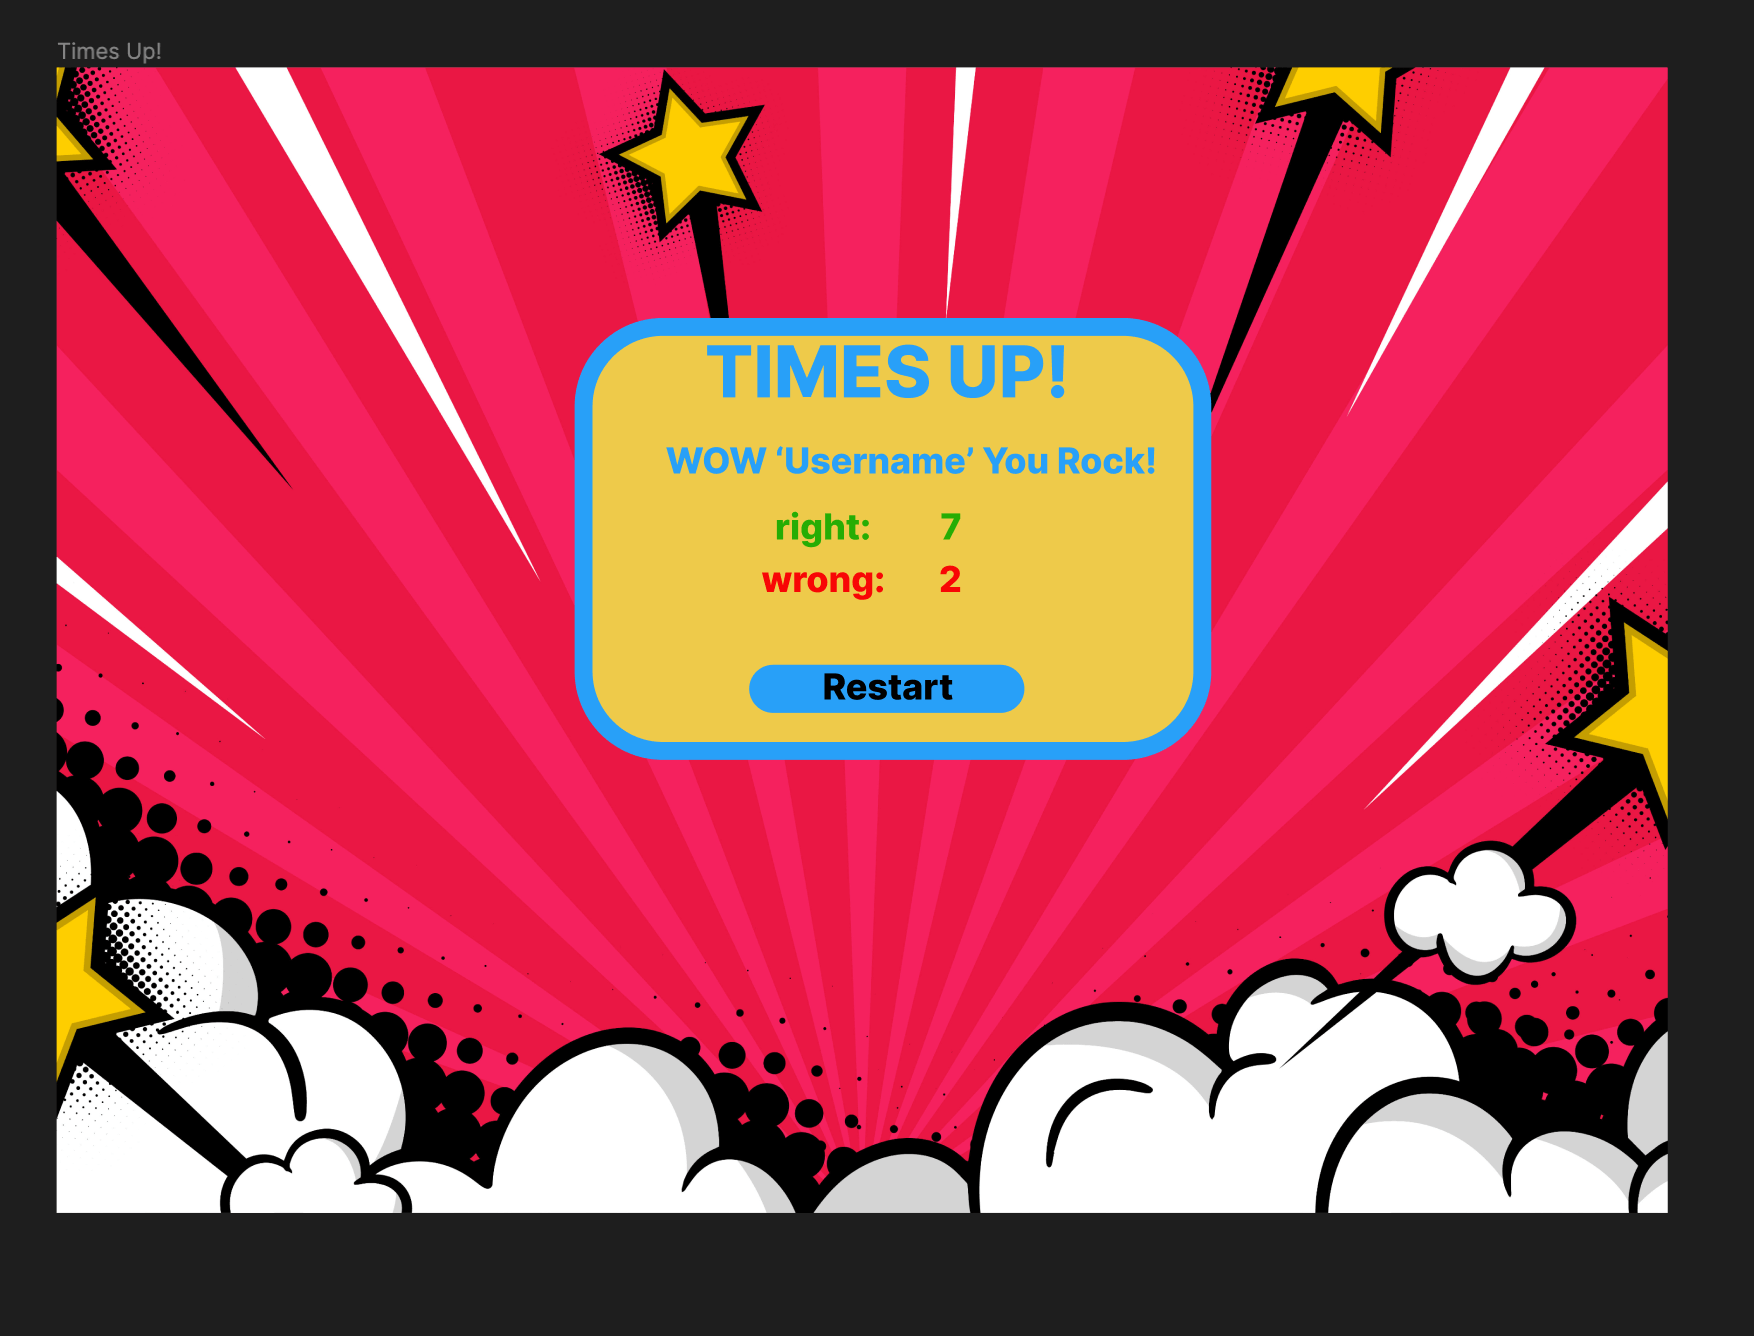 Times Up!
TIMES UP!
WOW ‘Username’ You Rock!
right: 7
wrong: 2
Restart